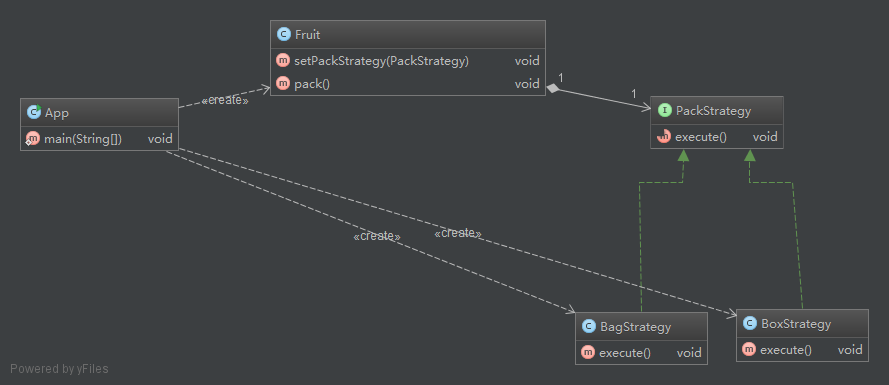 C Fruit
m setPackStrategy(PackStrategy) void
m pack() void
«create»
1
1
C App
m main(String[]) void
I PackStrategy
m execute() void
«create»
«create»
C BagStrategy
m execute() void
C BoxStrategy
m execute() void
Powered by yFiles